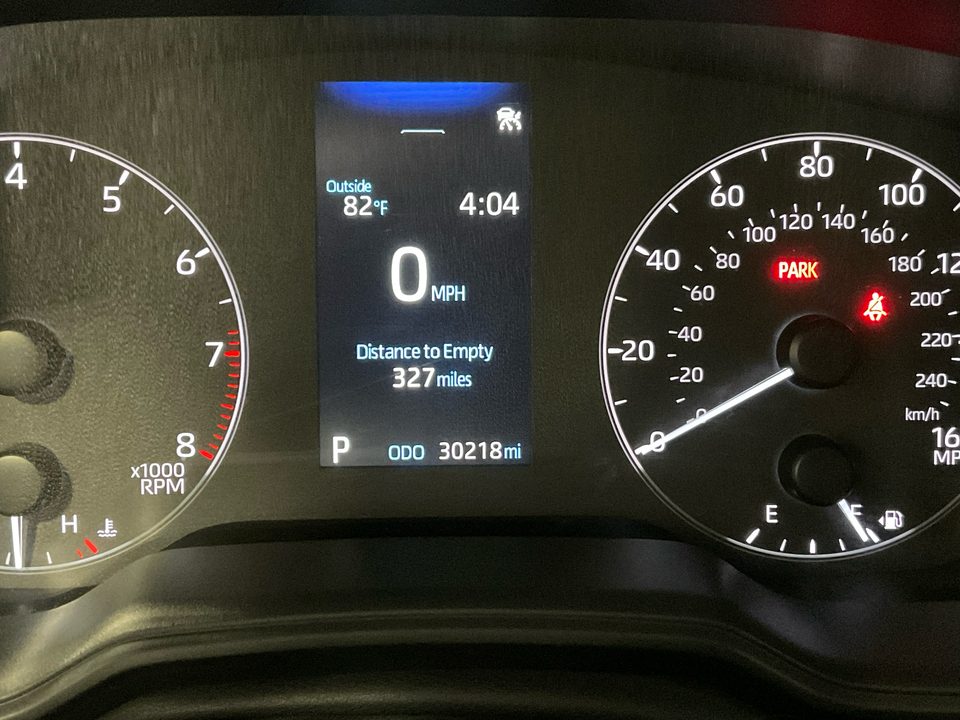 4
5
6
7
8
x1000
RPM
H
Outside
82°F
4:04
0 MPH
Distance to Empty
327 miles
P
ODO 30218 mi
0
20
40
60
80
100
0
20
40
60
80
100
120
140
160
180
200
220
240
km/h
PARK
E
F